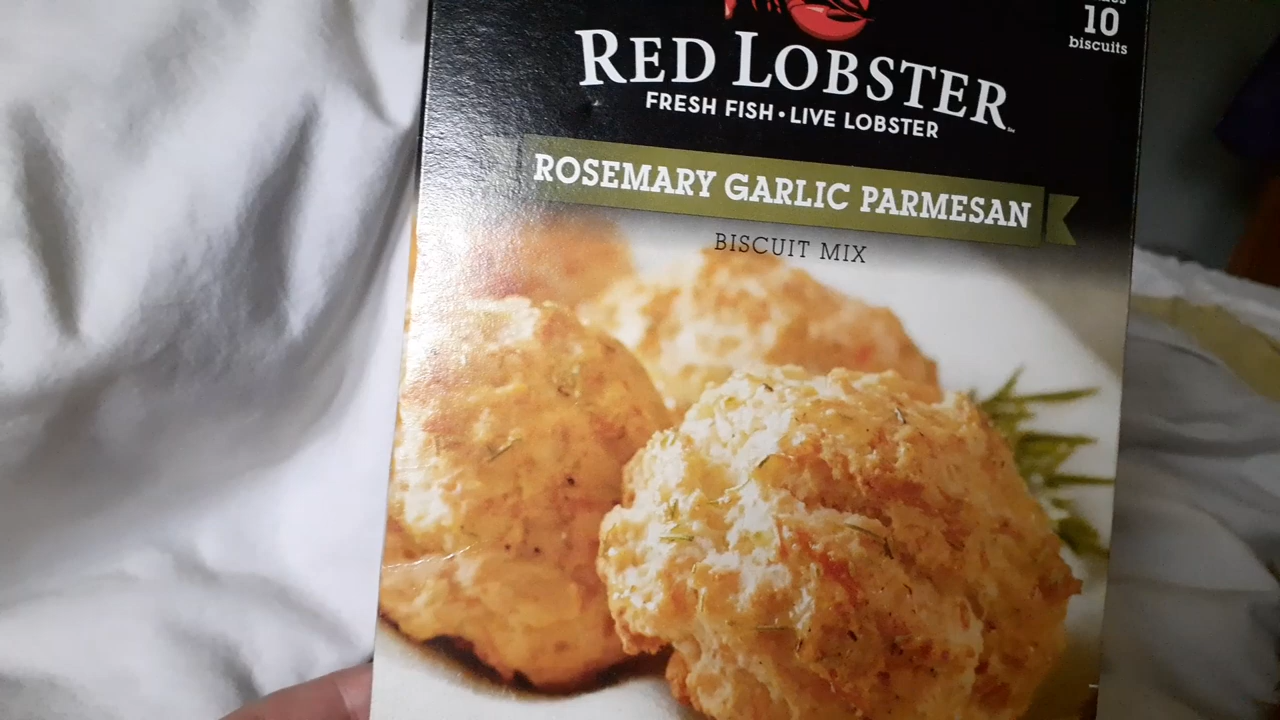 10
biscuits
RED LOBSTER
FRESH FISH • LIVE LOBSTER
ROSEMARY GARLIC PARMESAN
BISCUIT MIX